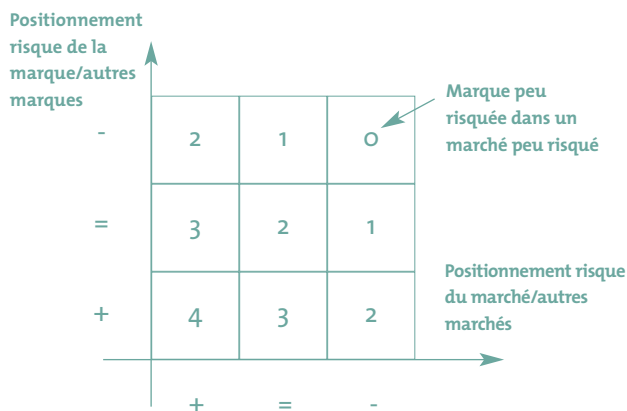 Positionnement
risque de la
marque/autres
marques
Marque peu
risquée dans un
marché peu risqué
- 2 1 0
= 3 2 1
Positionnement risque
du marché/autres
marchés
+ 4 3 2
+ = -